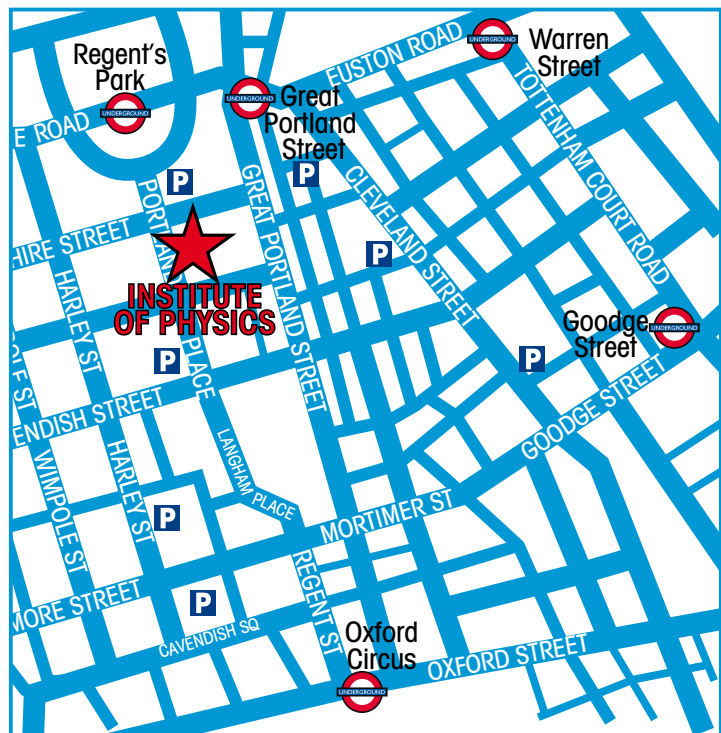 Regent's
Park
UNDERGROUND
E ROAD
UNDERGROUND
Great
Portland
Street
EUSTON ROAD
UNDERGROUND
Warren
Street
TOTTENHAM COURT ROAD
P
P
P
PORTLAND PLACE
GREAT PORTLAND STREET
CLEVELAND STREET
HIRE STREET
HARLEY ST
INSTITUTE
OF PHYSICS
Goodge
Street
UNDERGROUND
P
P
OLE ST
ENDISH STREET
GOODGE STREET
WIMPOLE ST
HARLEY ST
LANGHAM PLACE
P
MORTIMER ST
REGENT ST
MORE STREET
P
CAVENDISH SQ
Oxford
Circus
UNDERGROUND
OXFORD STREET